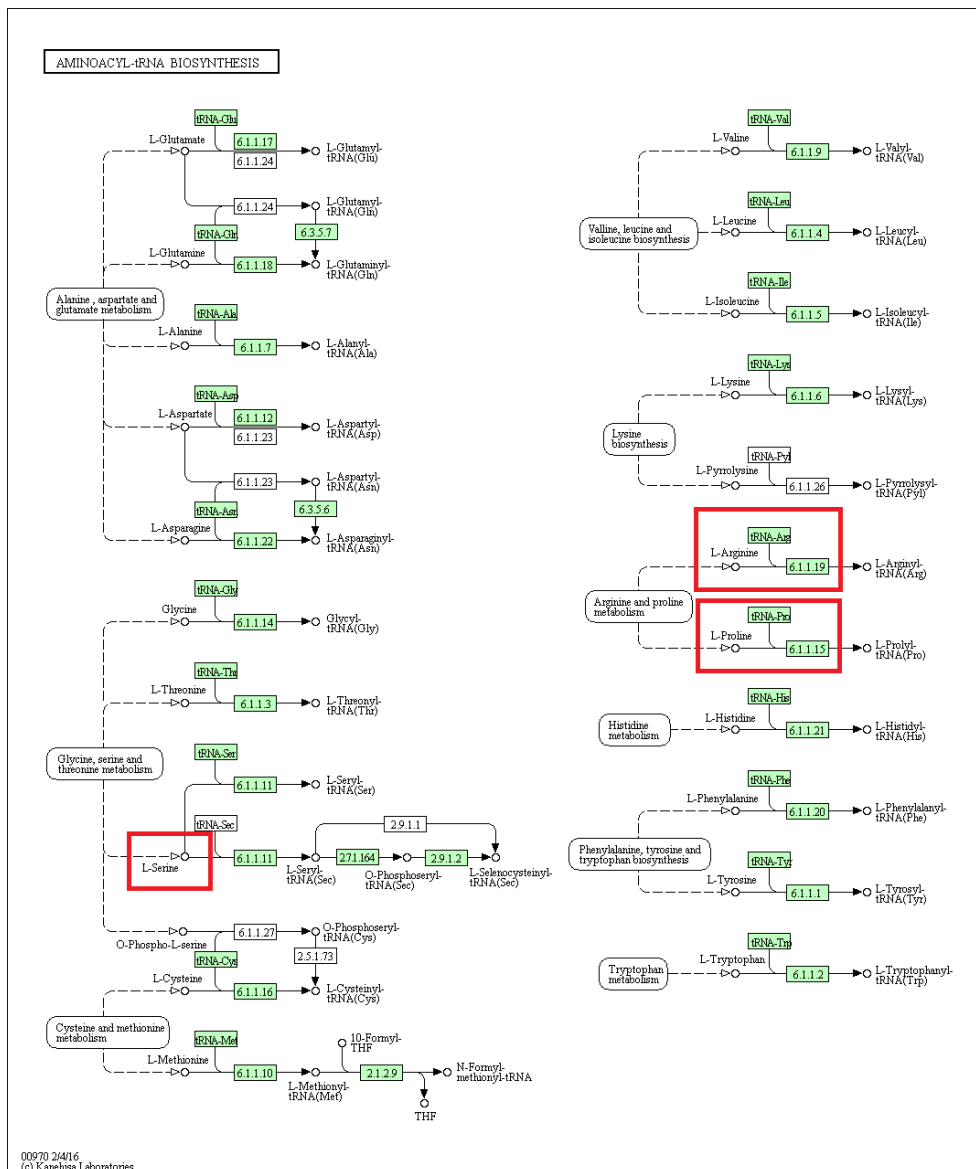 AMINOACYL-tRNA BIOSYNTHESIS
tRNA-Glu
L-Glutamate
6.1.1.17
6.1.1.24
L-Glutamyl-
tRNA(Glu)
6.1.1.24
L-Glutamyl-
tRNA(Gln)
tRNA-Gln
6.3.5.7
L-Glutamine
6.1.1.18
L-Glutaminyl-
tRNA(Gln)
Alanine , aspartate and
glutamate metabolism
tRNA-Ala
L-Alanine
6.1.1.7
L-Alanyl-
tRNA(Ala)
tRNA-Asp
L-Aspartate
6.1.1.12
6.1.1.23
L-Aspartyl-
tRNA(Asp)
6.1.1.23
L-Aspartyl-
tRNA(Asn)
tRNA-Asn
6.3.5.6
L-Asparagine
6.1.1.22
L-Asparaginyl-
tRNA(Asn)
tRNA-Gly
Glycine
6.1.1.14
Glycyl-
tRNA(Gly)
tRNA-Thr
L-Threonine
6.1.1.3
L-Threonyl-
tRNA(Thr)
Glycine, serine and
threonine metabolism
tRNA-Ser
6.1.1.11
L-Seryl-
tRNA(Ser)
tRNA-Sec
2.9.1.1
L-Serine
6.1.1.11
L-Seryl-
tRNA(Sec)
2.7.1.164
O-Phosphoseryl-
tRNA(Sec)
2.9.1.2
L-Selenocysteinyl-
tRNA(Sec)
O-Phospho-L-serine
6.1.1.27
O-Phosphoseryl-
tRNA(Cys)
2.5.1.73
tRNA-Cys
L-Cysteine
6.1.1.16
L-Cysteinyl-
tRNA(Cys)
Cysteine and methionine
metabolism
tRNA-Met
L-Methionine
6.1.1.10
L-Methionyl-
tRNA(Met)
10-Formyl-
THF
2.1.2.9
N-Formyl-
methionyl-tRNA
THF
tRNA-Val
L-Valine
6.1.1.9
L-Valyl-
tRNA(Val)
tRNA-Leu
Valline, leucine and
isoleucine biosynthesis
L-Leucine
6.1.1.4
L-Leucyl-
tRNA(Leu)
tRNA-Ile
L-Isoleucine
6.1.1.5
L-Isoleucyl-
tRNA(Ile)
tRNA-Lys
L-Lysine
6.1.1.6
L-Lysyl-
tRNA(Lys)
Lysine
biosynthesis
tRNA-Pyl
L-Pyrrolysine
6.1.1.26
L-Pyrrolysyl-
tRNA(Pyl)
tRNA-Arg
L-Arginine
6.1.1.19
L-Arginyl-
tRNA(Arg)
Arginine and proline
metabolism
tRNA-Pro
L-Proline
6.1.1.15
L-Prolyl-
tRNA(Pro)
tRNA-His
Histidine
metabolism
L-Histidine
6.1.1.21
L-Histidyl-
tRNA(His)
tRNA-Phe
L-Phenylalanine
6.1.1.20
L-Phenylalanyl-
tRNA(Phe)
Phenylalanine, tyrosine and
tryptophan biosynthesis
tRNA-Tyr
L-Tyrosine
6.1.1.1
L-Tyrosyl-
tRNA(Tyr)
tRNA-Trp
Tryptophan
metabolism
L-Tryptophan
6.1.1.2
L-Tryptophanyl-
tRNA(Trp)
00970 2/4/16
(c) Kanehisa Laboratories